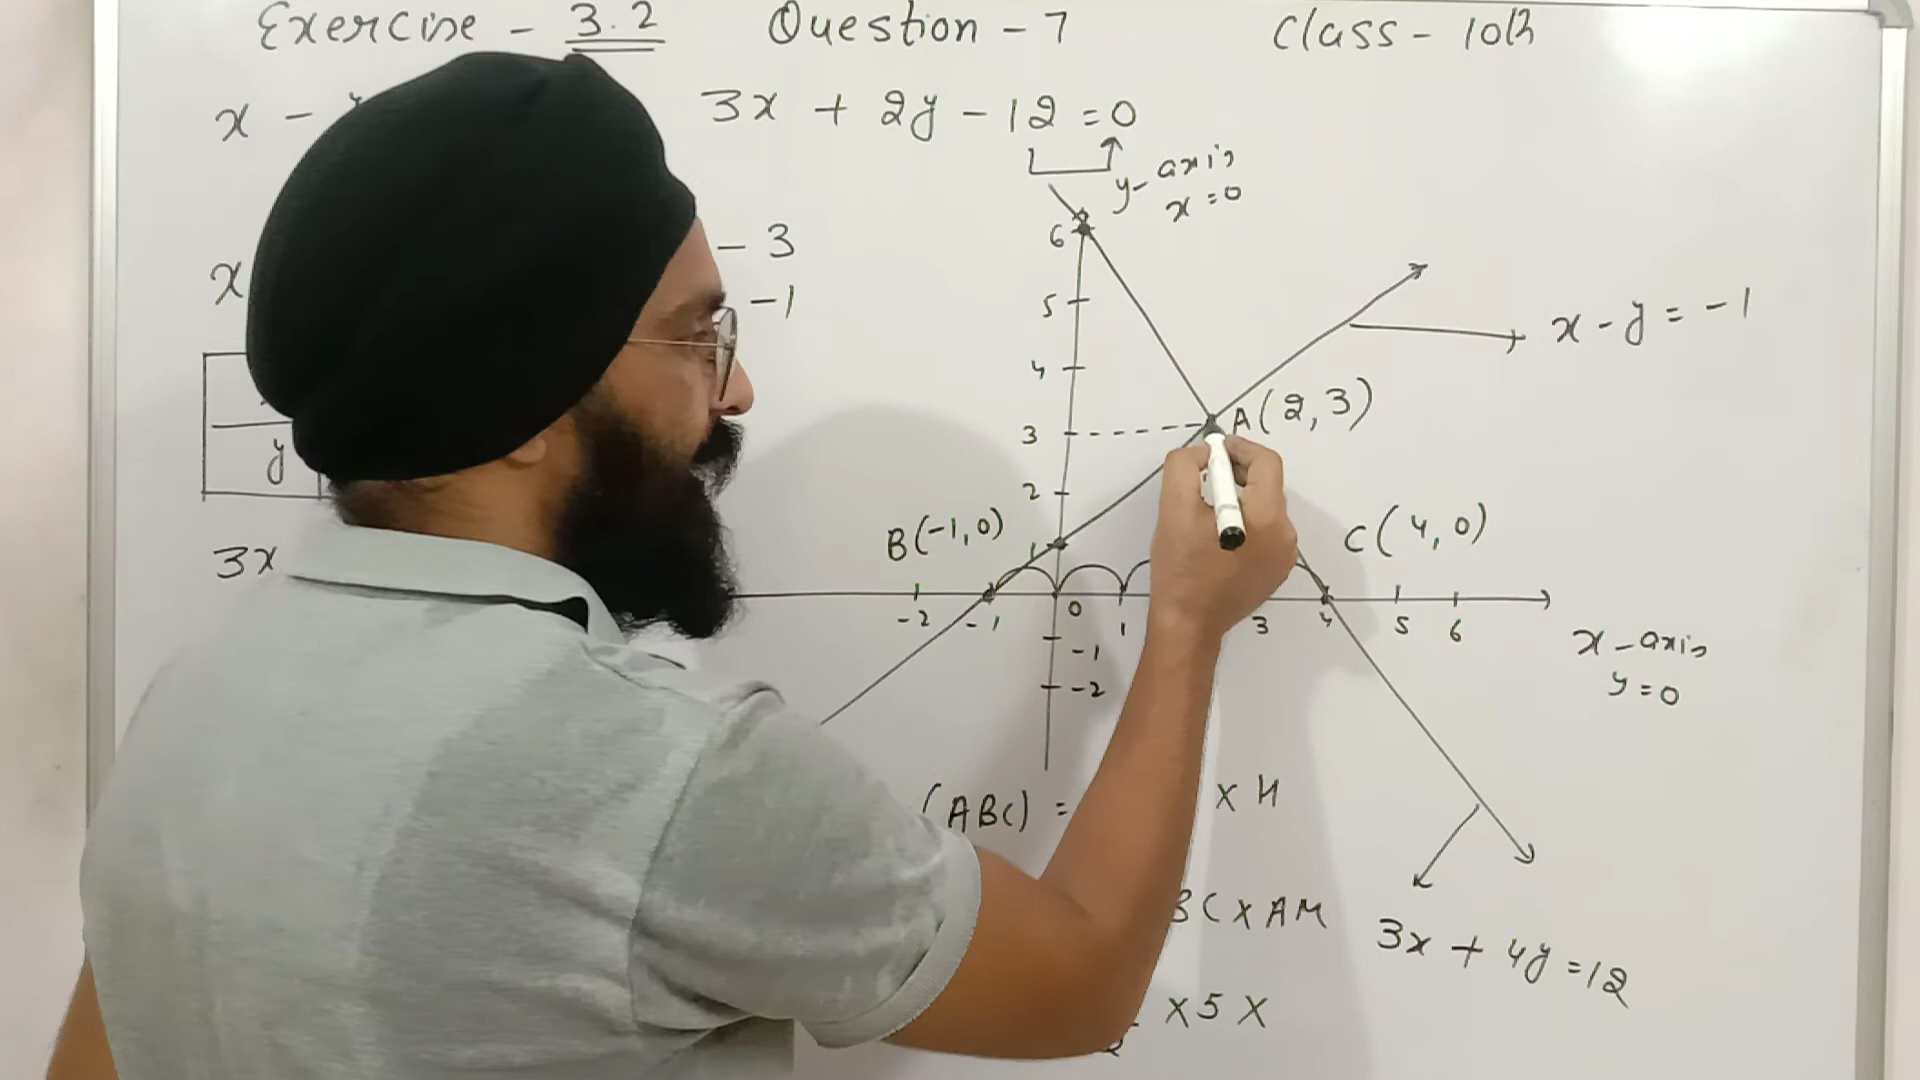 Exercise - 3.2 Question - 7 Class - 10th
x - 3x + 2y - 12 = 0
y-axis
x = 0
x - 3
-1
6
5
4
3
2
1
x - y = -1
A(2, 3)
y
B(-1, 0)
C(4, 0)
3x
-2 -1 0 1 3 4 5 6
-1
-2
x-axis
y = 0
(ABC) = x H
BC x AM
3x + 4y = 12
x 5 x
2